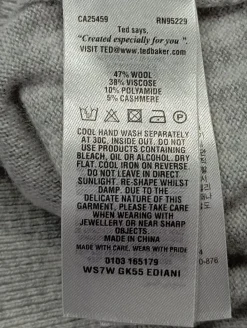 CA25459 RN95229
Ted says,
"Created especially for you ".
VISIT TED@www.tedbaker.com
47% WOOL
38% VISCOSE
10% POLYAMIDE
5% CASHMERE
COOL HAND WASH SEPARATELY
AT 30C, INSIDE OUT. DO NOT
USE PRODUCTS CONTAINING
BLEACH, OIL OR ALCOHOL. DRY
FLAT. COOL IRON ON REVERSE.
DO NOT LEAVE IN DIRECT
SUNLIGHT. RE-SHAPE WHILST
DAMP. DUE TO THE
DELICATE NATURE OF THIS
GARMENT, PLEASE TAKE CARE
WHEN WEARING WITH
JEWELLERY OR NEAR SHARP
OBJECTS.
MADE IN CHINA
MADE WITH CARE, WEAR WITH PRIDE
0103 165179
WS7W GK55 EDIANI
4
0-876